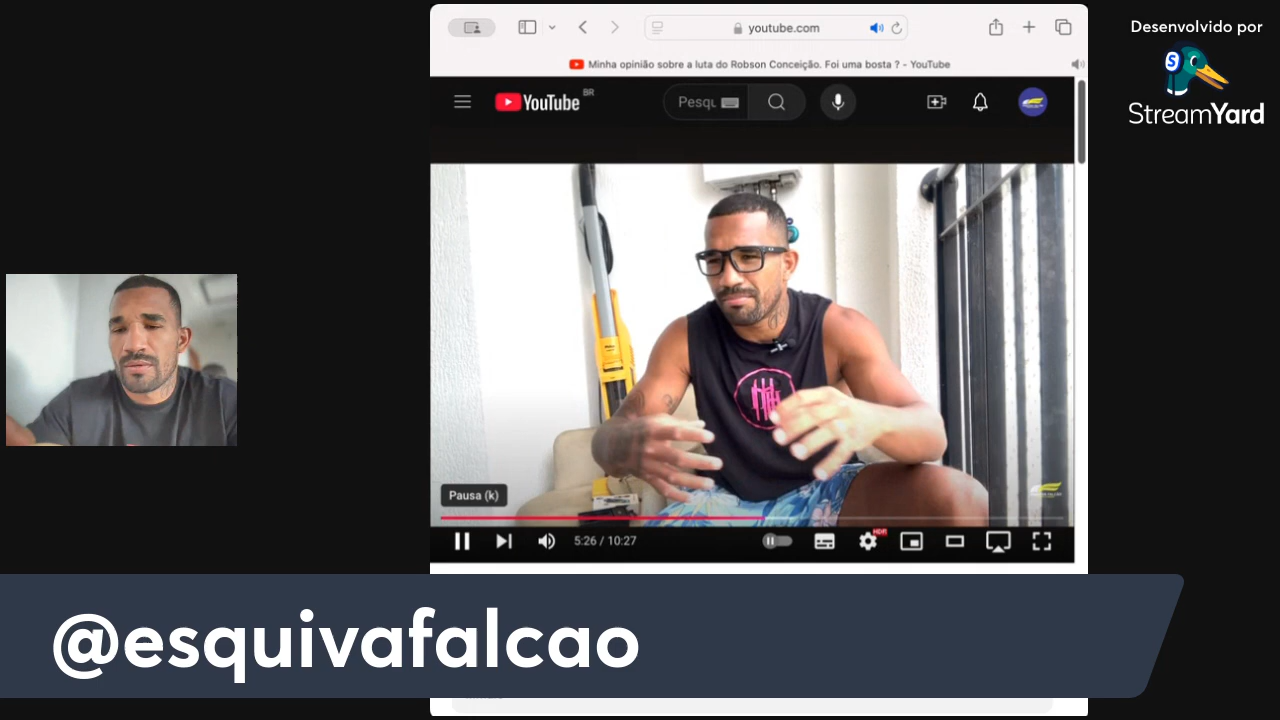 youtube.com
Minha opinião sobre a luta do Robson Conceição. Foi uma bosta ? - YouTube
YouTube BR
Pesqu
Desenvolvido por
S
StreamYard
Pausa (k)
5:26 / 10:27
HDR
@esquivafalcao